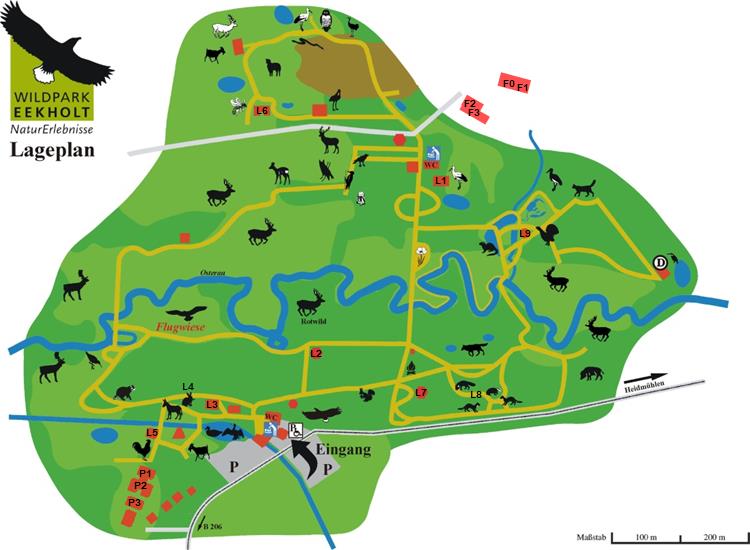 WILDPARK
EEKHOLT
NaturErlebnisse
Lageplan
F0 F1
F2
F3
L6
WC
L1
L9
D
Osterau
Flugwiese
Rotwild
L2
L4
L3
L7
L8
Heidmühlen
WC
P
L5
Eingang
P
P
P1
P2
P3
B 206
Maßstab
100 m
200 m